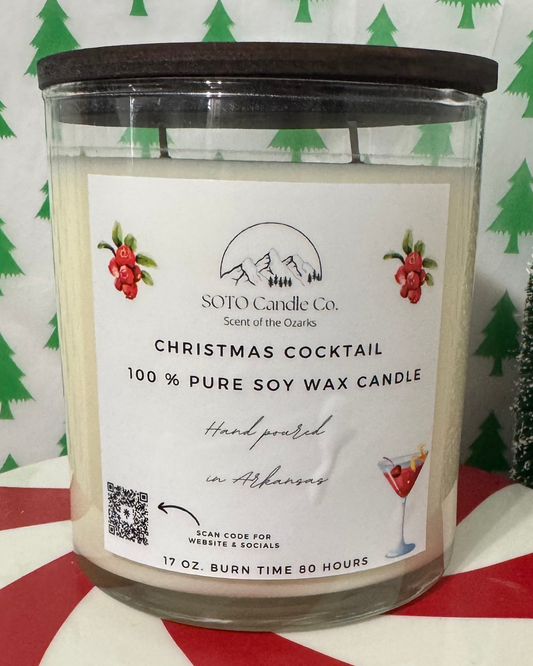 SOTO Candle Co.
Scent of the Ozarks
CHRISTMAS COCKTAIL
100 % PURE SOY WAX CANDLE
Hand poured
in Arkansas
SCAN CODE FOR
WEBSITE & SOCIALS
17 OZ. BURN TIME 80 HOURS